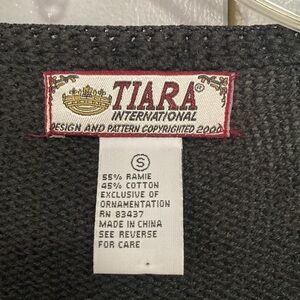 TIARA®
INTERNATIONAL
DESIGN AND PATTERN COPYRIGHTED 2000
S
55% RAMIE
45% COTTON
EXCLUSIVE OF
ORNAMENTATION
RN 83437
MADE IN CHINA
SEE REVERSE
FOR CARE